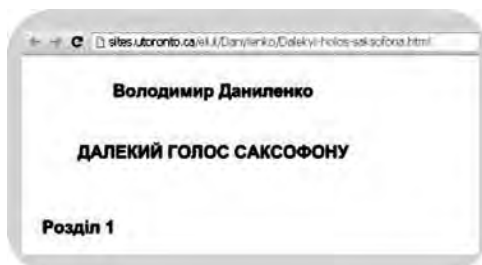 sites.utoronto.ca/elul/Danylenko/Dalekyi-holos-saksofona.html
Володимир Даниленко
ДАЛЕКИЙ ГОЛОС САКСОФОНУ
Розділ 1